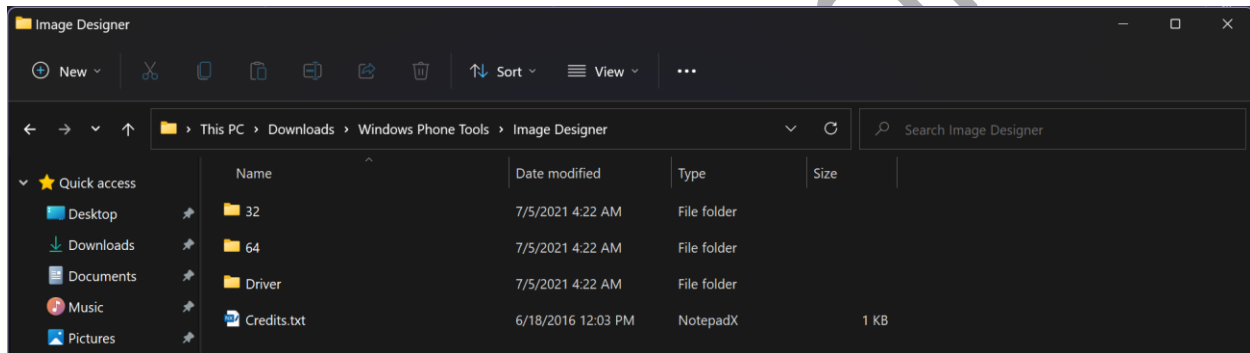 Image Designer
New Sort View
This PC › Downloads › Windows Phone Tools › Image Designer
Search Image Designer
Quick access
Desktop
Downloads
Documents
Music
Pictures
Name Date modified Type Size
32 7/5/2021 4:22 AM File folder
64 7/5/2021 4:22 AM File folder
Driver 7/5/2021 4:22 AM File folder
Credits.txt 6/18/2016 12:03 PM NotepadX 1 KB